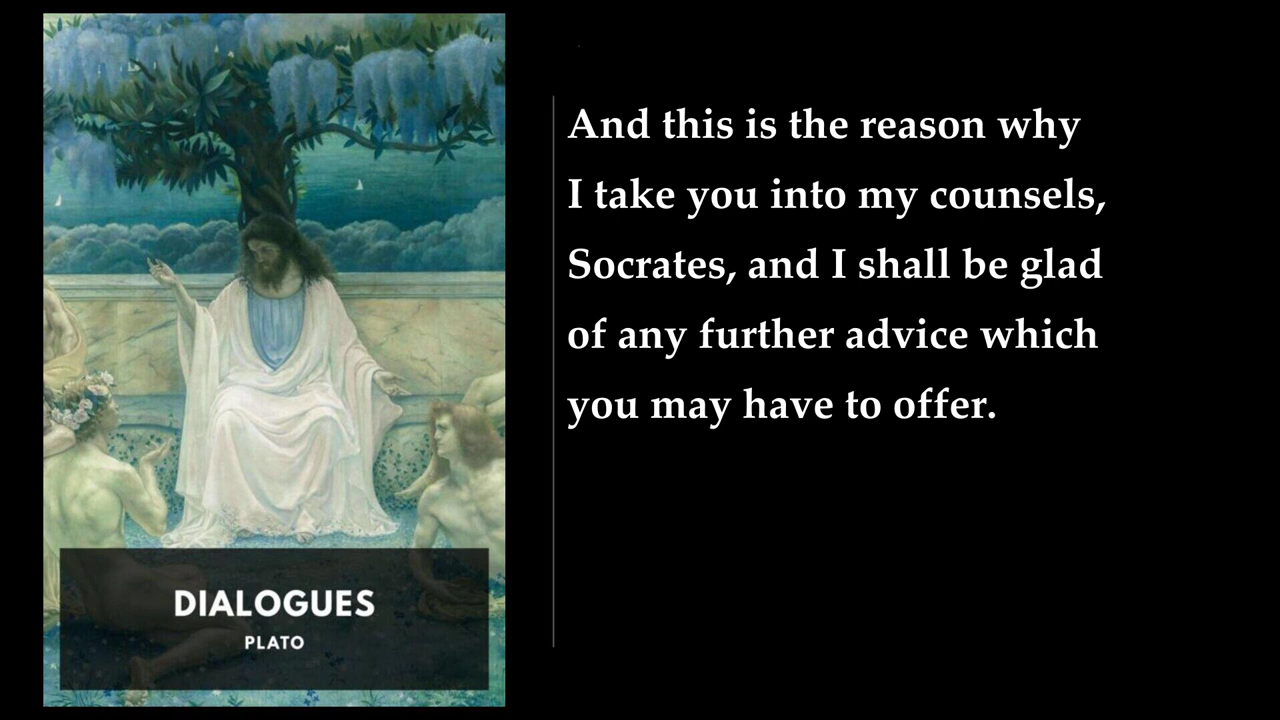 And this is the reason why
I take you into my counsels,
Socrates, and I shall be glad
of any further advice which
you may have to offer.
DIALOGUES
PLATO